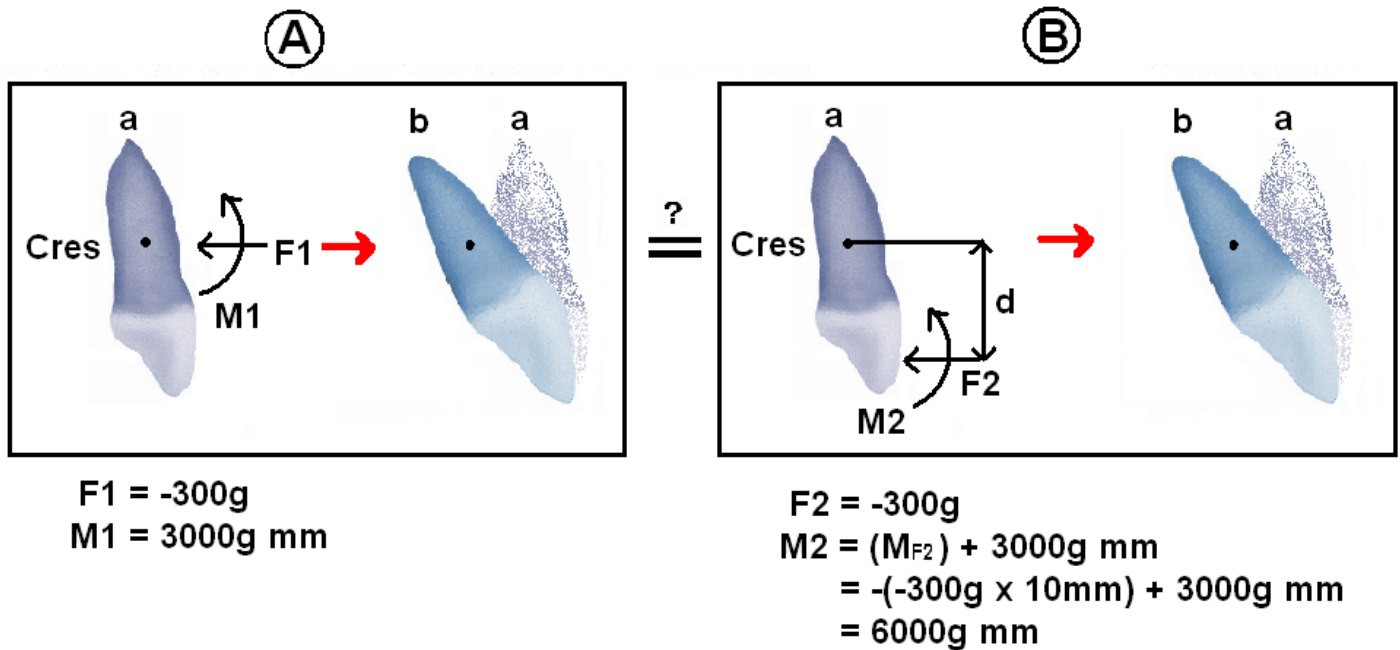 A
B
a
b
a
a
b
a
?
Cres
F1
M1
Cres
d
F2
M2
F1 = -300g
M1 = 3000g mm
F2 = -300g
M2 = (MF2) + 3000g mm
= -(-300g x 10mm) + 3000g mm
= 6000g mm